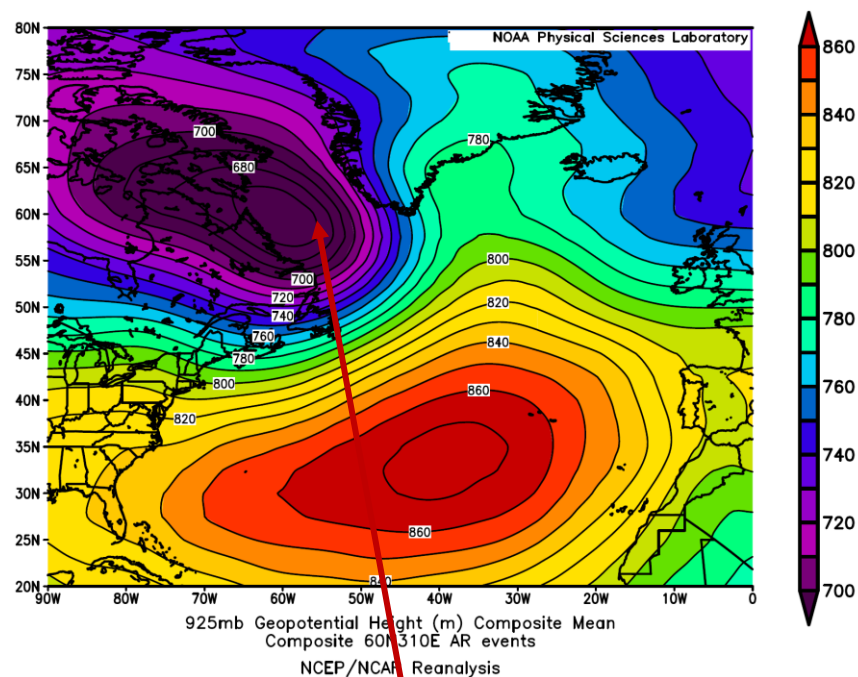 NOAA Physical Sciences Laboratory
80N
75N
70N
65N
60N
55N
50N
45N
40N
35N
30N
25N
20N
90W 80W 70W 60W 50W 40W 30W 20W 10W 0
700
680
780
700
720
740
760
780
800
820
800
820
840
860
860
840
860
840
820
800
780
760
740
720
700
925mb Geopotential Height (m) Composite Mean
Composite 60N310E AR events
NCEP/NCAR Reanalysis